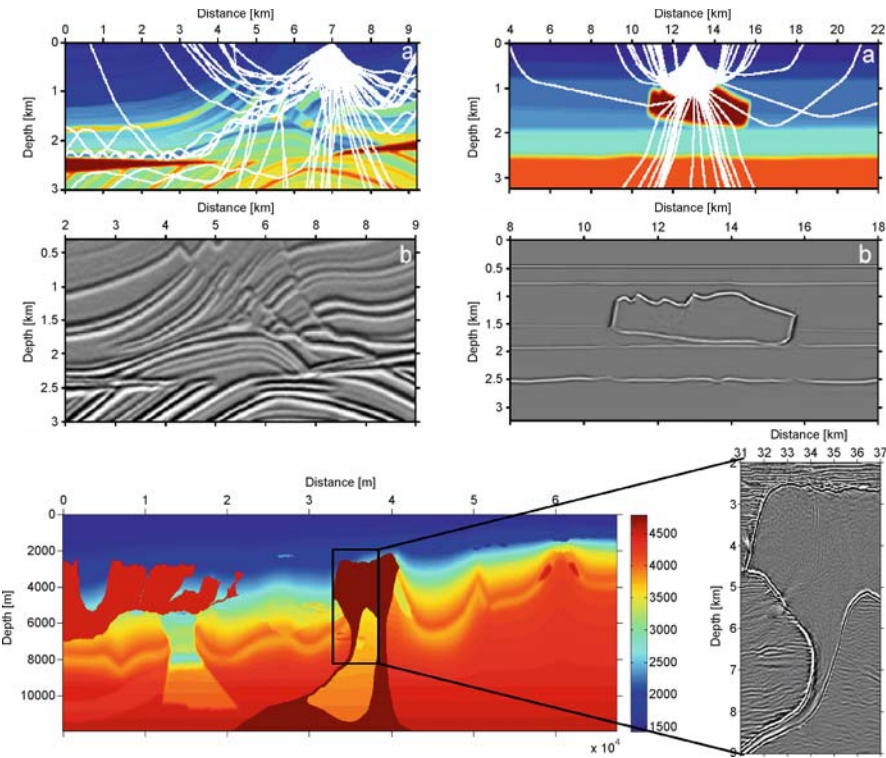 Distance [km]
0 1 2 3 4 5 6 7 8 9
a
0
1
2
3
Depth [km]
Distance [km]
4 6 8 10 12 14 16 18 20 22
a
0
1
2
3
Depth [km]
Distance [km]
2 3 4 5 6 7 8 9
b
0.5
1
1.5
2
2.5
3
Depth [km]
Distance [km]
8 10 12 14 16 18
b
0
0.5
1
1.5
2
2.5
3
Depth [km]
Distance [m]
0 1 2 3 4 5 6
0
2000
4000
6000
8000
10000
Depth [m]
x 10⁴
4500
4000
3500
3000
2500
2000
1500
Distance [km]
31 32 33 34 35 36 37
2
3
4
5
6
7
8
9
Depth [km]